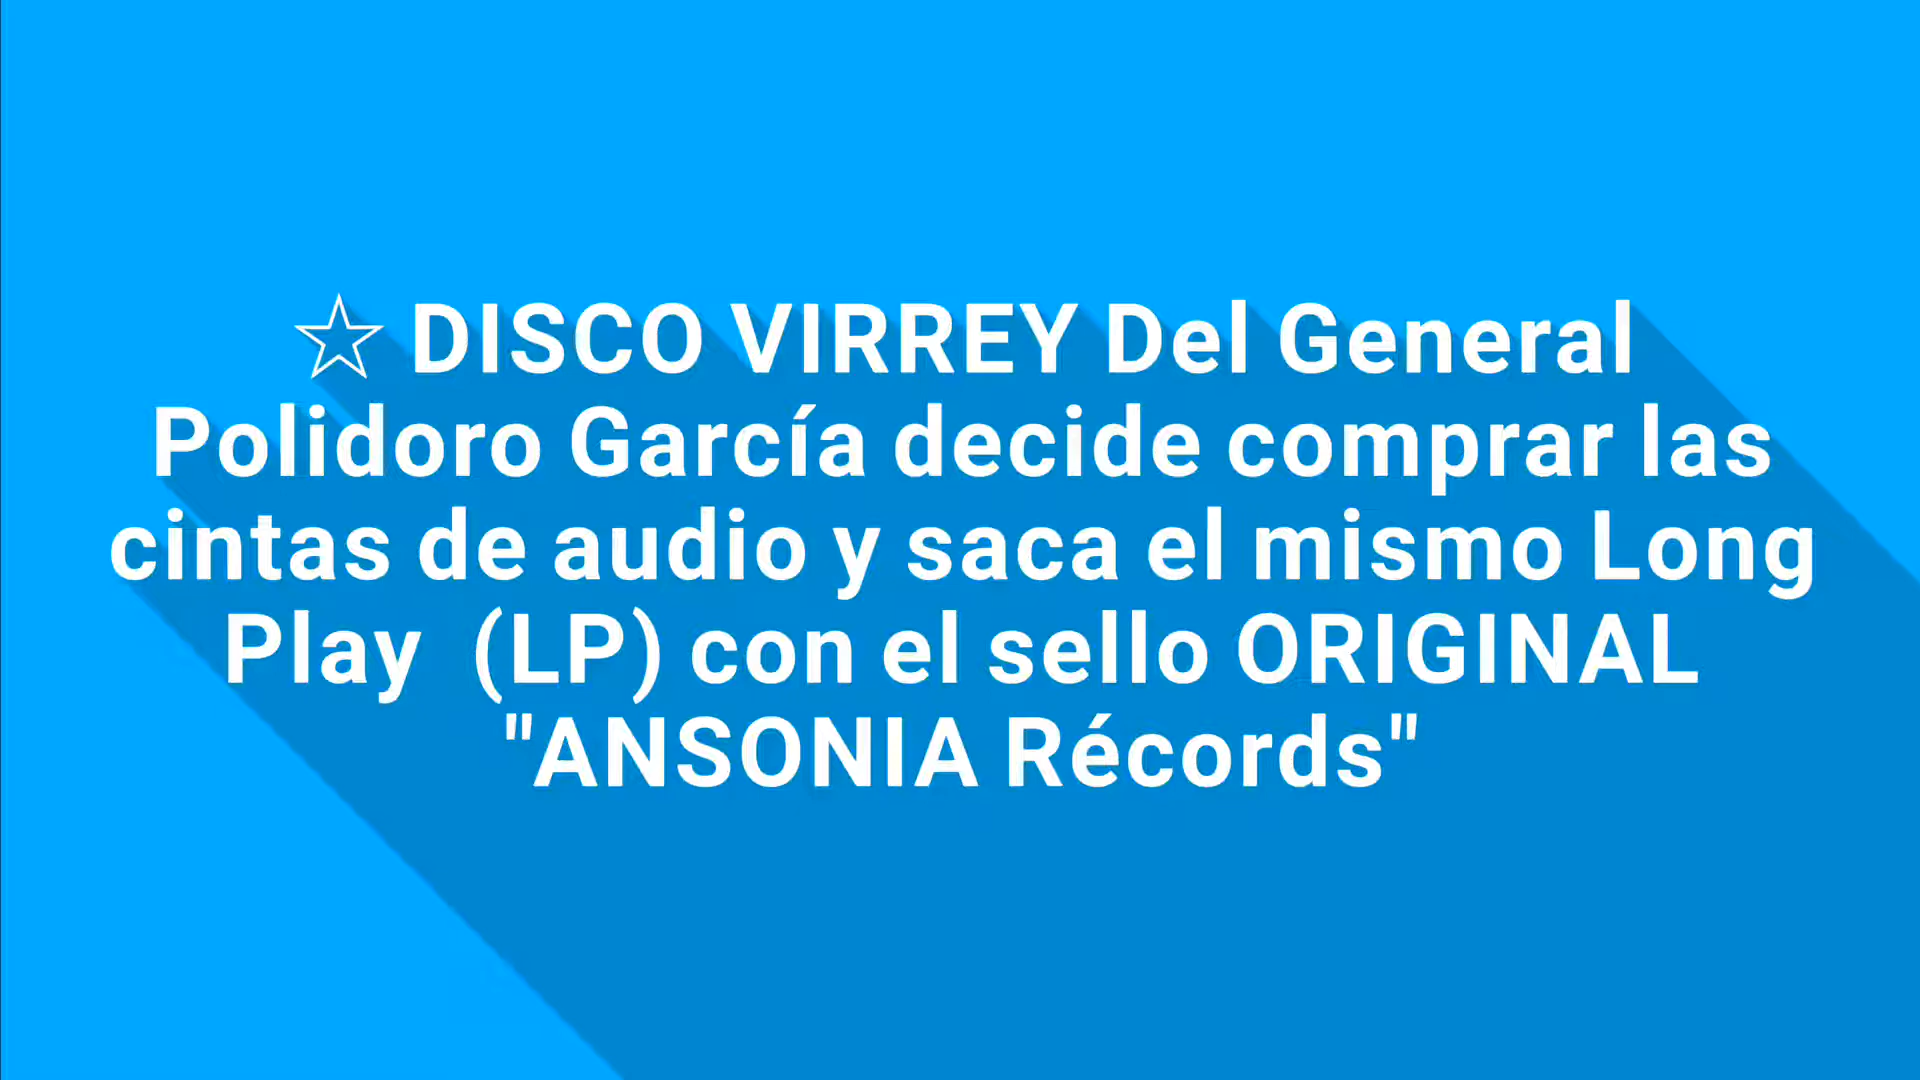 ☆ DISCO VIRREY Del General
Polidoro García decide comprar las
cintas de audio y saca el mismo Long
Play  (LP) con el sello ORIGINAL
"ANSONIA Récords"